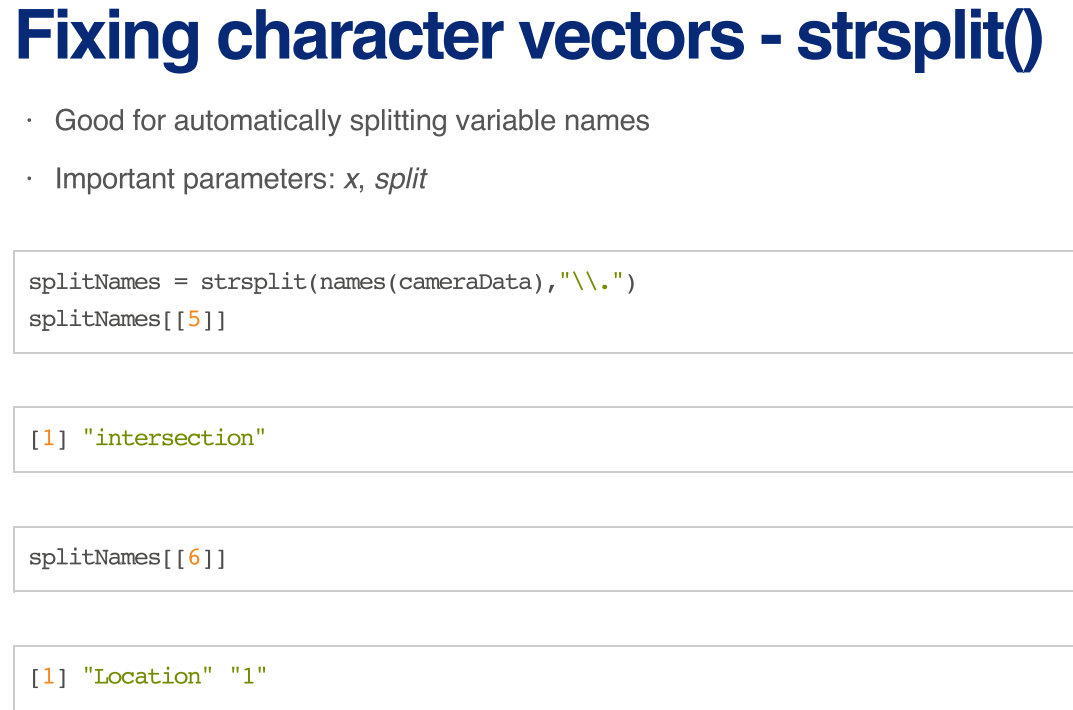 Fixing character vectors - strsplit()
· Good for automatically splitting variable names
· Important parameters: x, split
splitNames = strsplit(names(cameraData),"\\.")
splitNames[[5]]
[1] "intersection"
splitNames[[6]]
[1] "Location" "1"